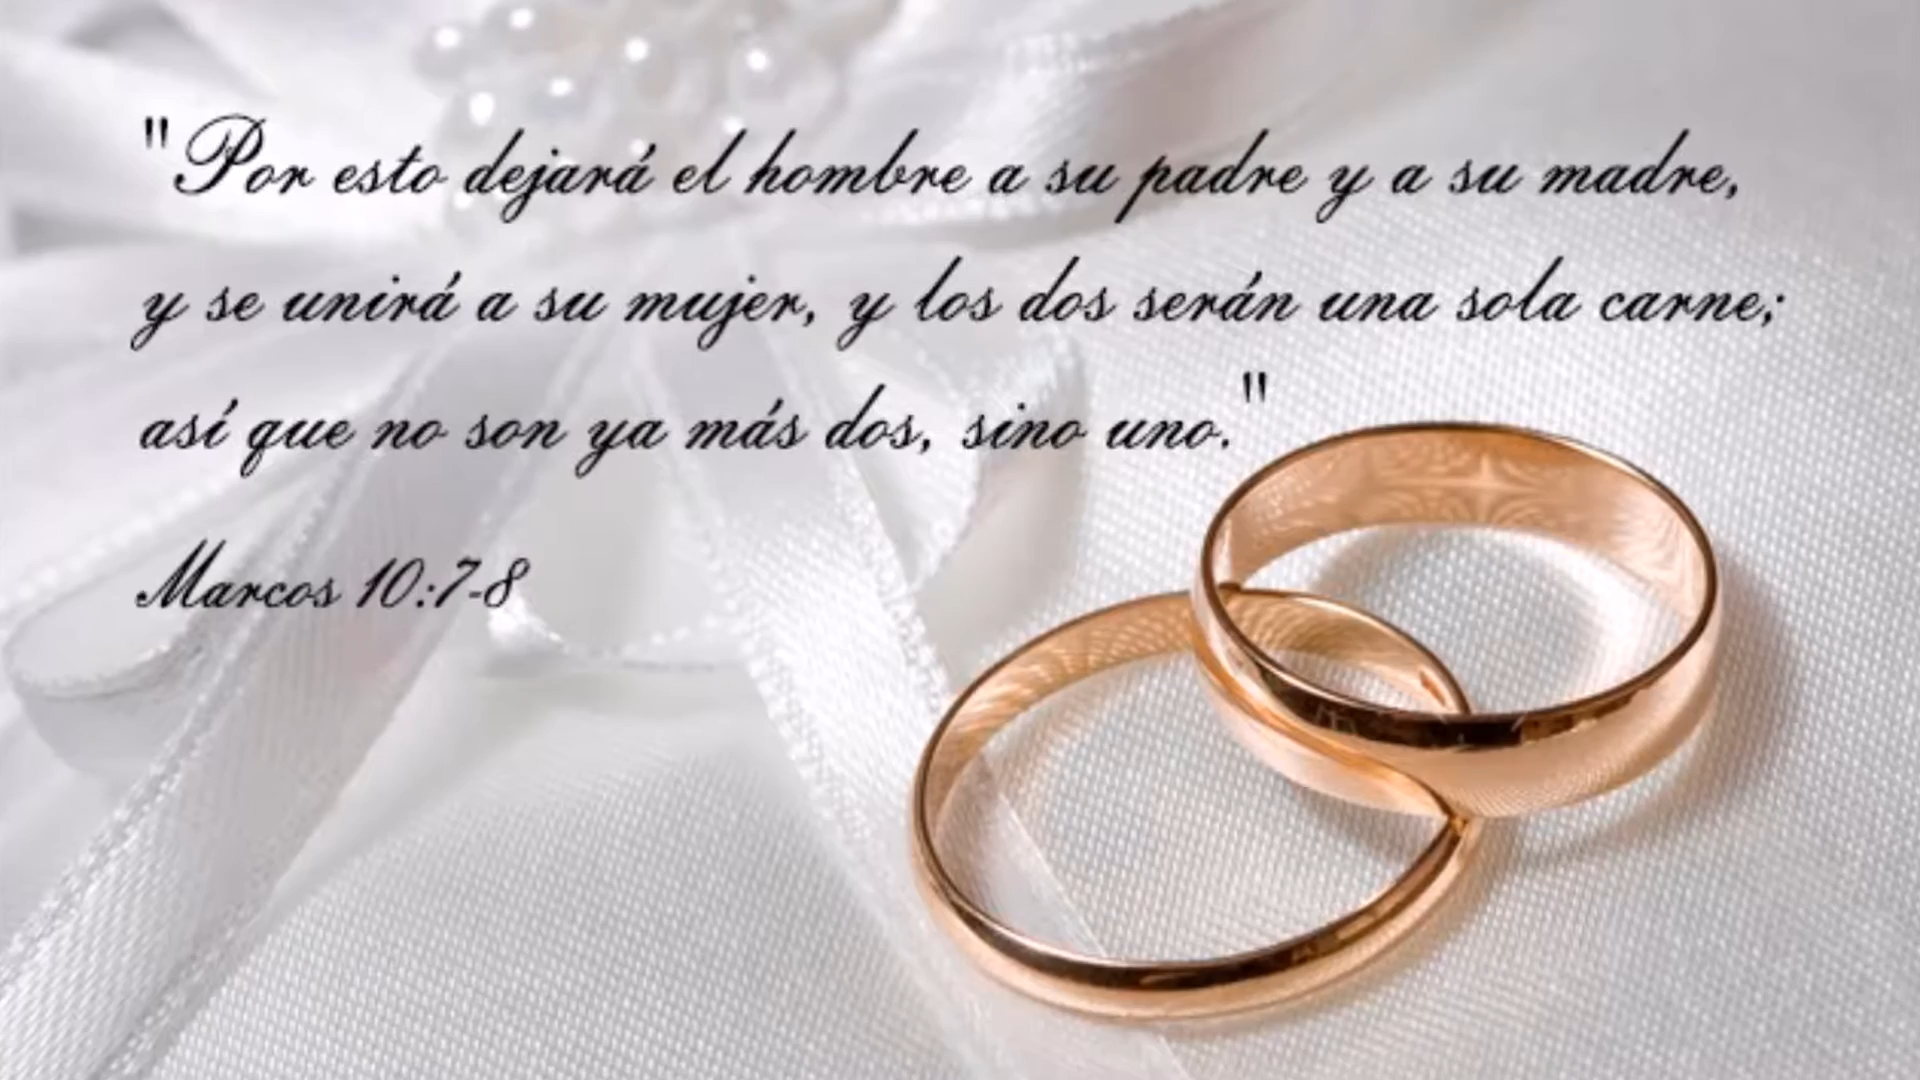 "Por esto dejará el hombre a su padre y a su madre,
y se unirá a su mujer, y los dos serán una sola carne;
así que no son ya más dos, sino uno."
Marcos 10:7-8